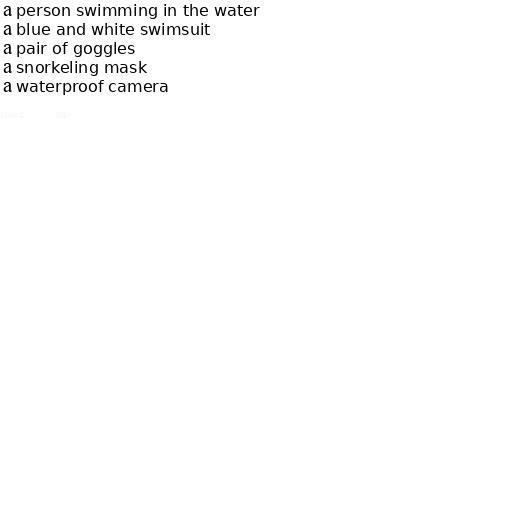 a person swimming in the water
a blue and white swimsuit
a pair of goggles
a snorkeling mask
a waterproof camera